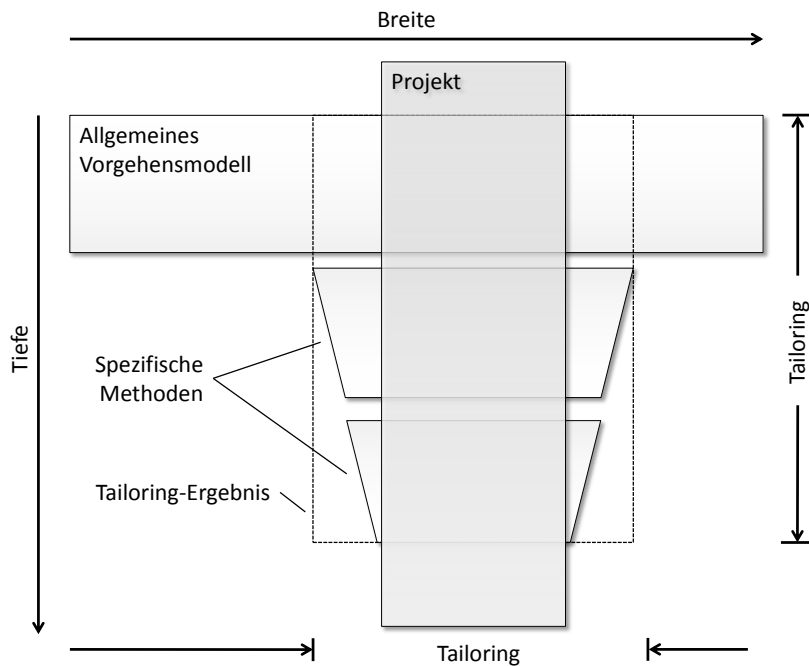 Breite
Projekt
Allgemeines
Vorgehensmodell
Tiefe
Tailoring
Spezifische
Methoden
Tailoring-Ergebnis
Tailoring